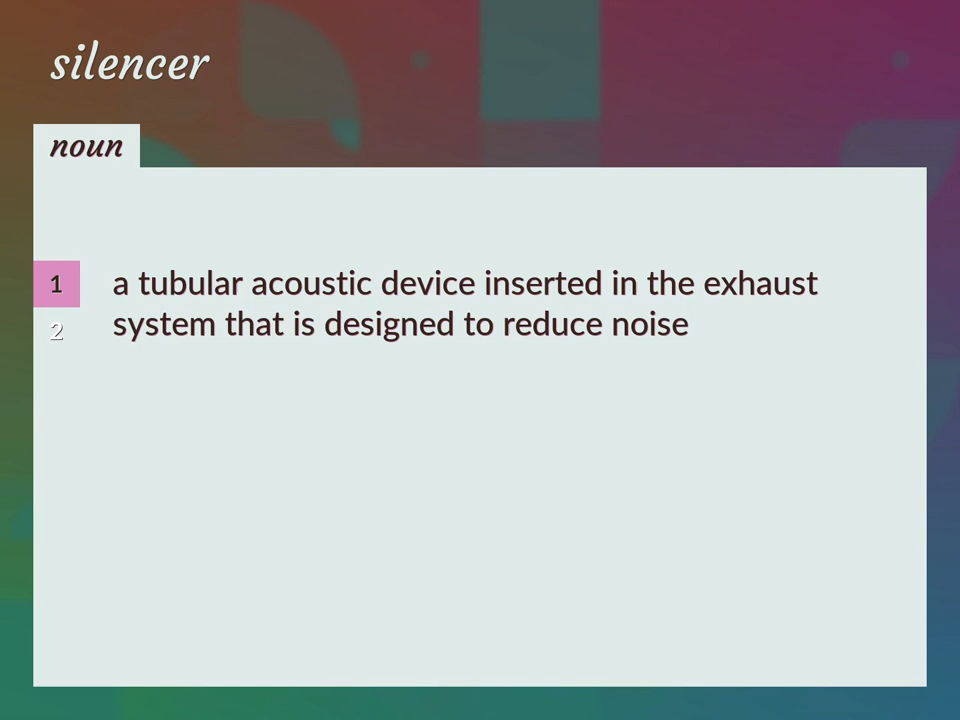 silencer
noun
1
a tubular acoustic device inserted in the exhaust
system that is designed to reduce noise
2